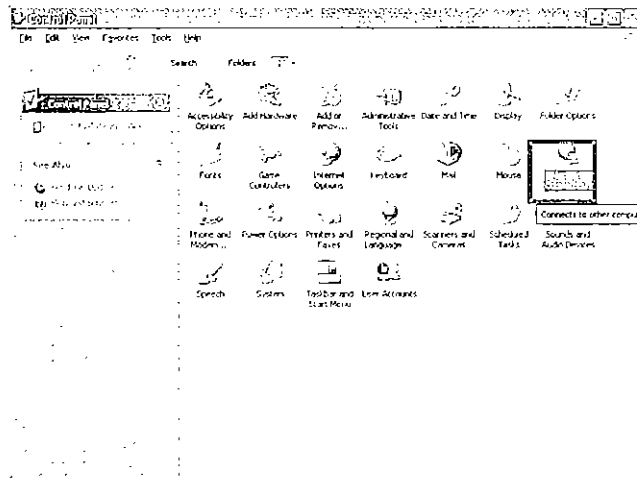 Control Panel
File Edit View Favorites Tools Help
Search Folders
Control Panel
See Also
Accessibility Options
Add Hardware
Add or Remov...
Administrative Tools
Date and Time
Display
Folder Options
Fonts
Game Controllers
Internet Options
Keyboard
Mail
Mouse
Connects to other compu
Phone and Modem ...
Power Options
Printers and Faxes
Regional and Language
Scanners and Cameras
Scheduled Tasks
Sounds and Audio Devices
Speech
System
Taskbar and Start Menu
User Accounts